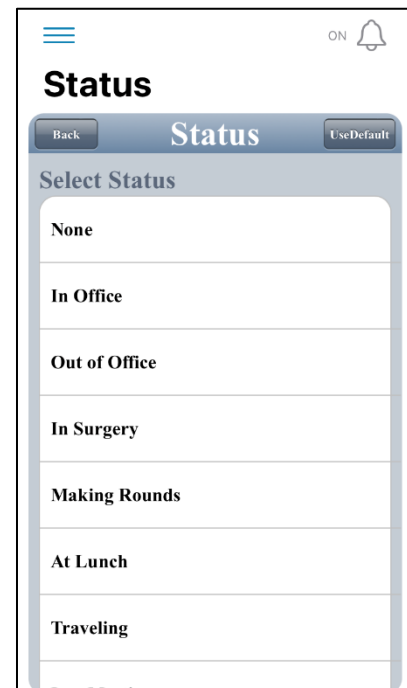 ON
Status
Back Status UseDefault
Select Status
None
In Office
Out of Office
In Surgery
Making Rounds
At Lunch
Traveling